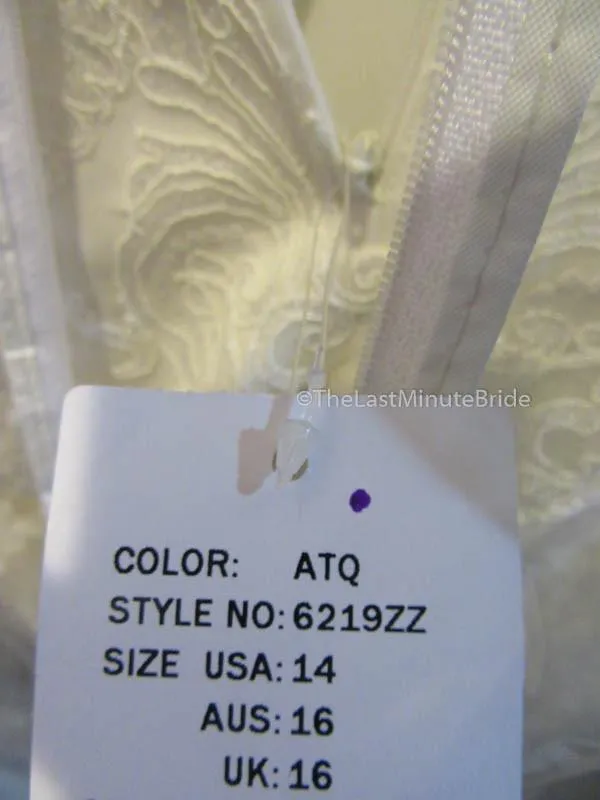 ©TheLastMinuteBride
COLOR: ATQ
STYLE NO: 6219ZZ
SIZE USA: 14
AUS: 16
UK: 16